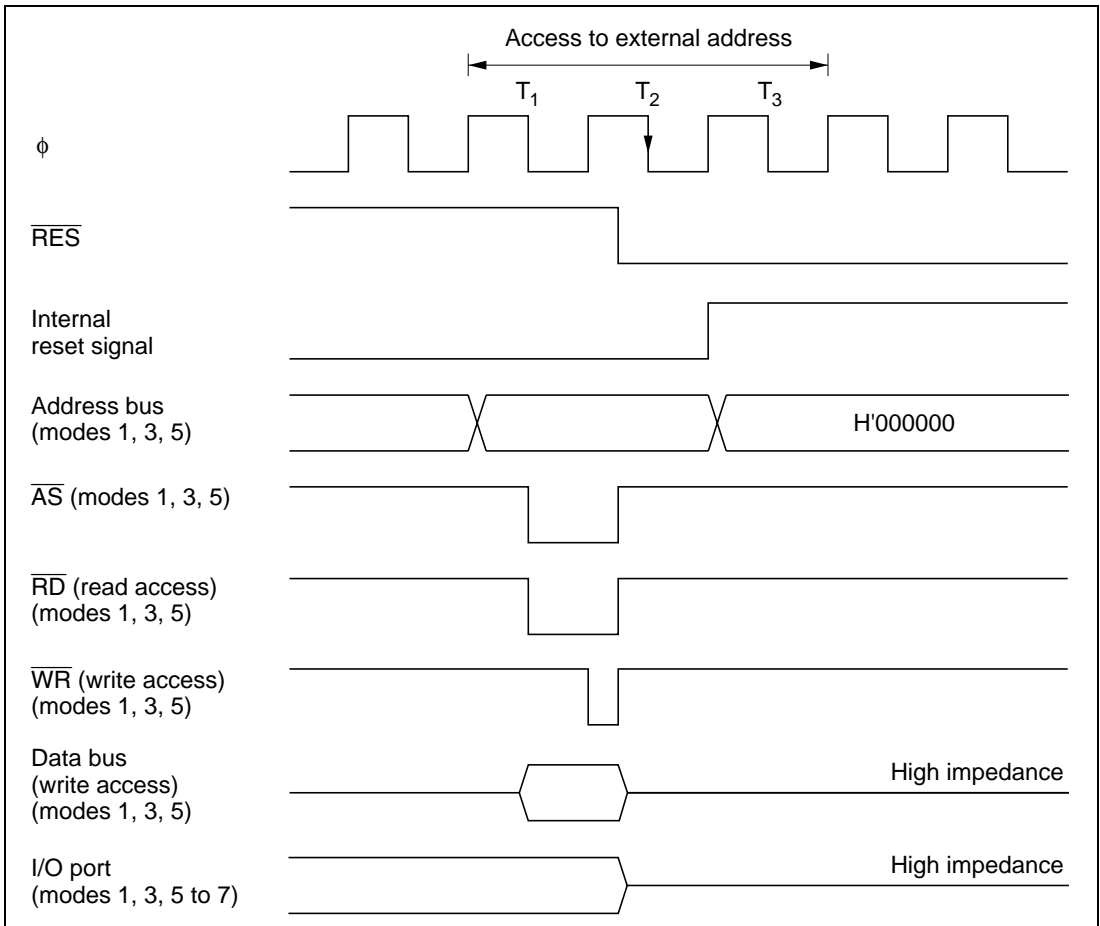 Access to external address
T1 T2 T3
ϕ
RES
Internal
reset signal
Address bus
(modes 1, 3, 5)
H'000000
AS (modes 1, 3, 5)
RD (read access)
(modes 1, 3, 5)
WR (write access)
(modes 1, 3, 5)
Data bus
(write access)
(modes 1, 3, 5)
High impedance
I/O port
(modes 1, 3, 5 to 7)
High impedance